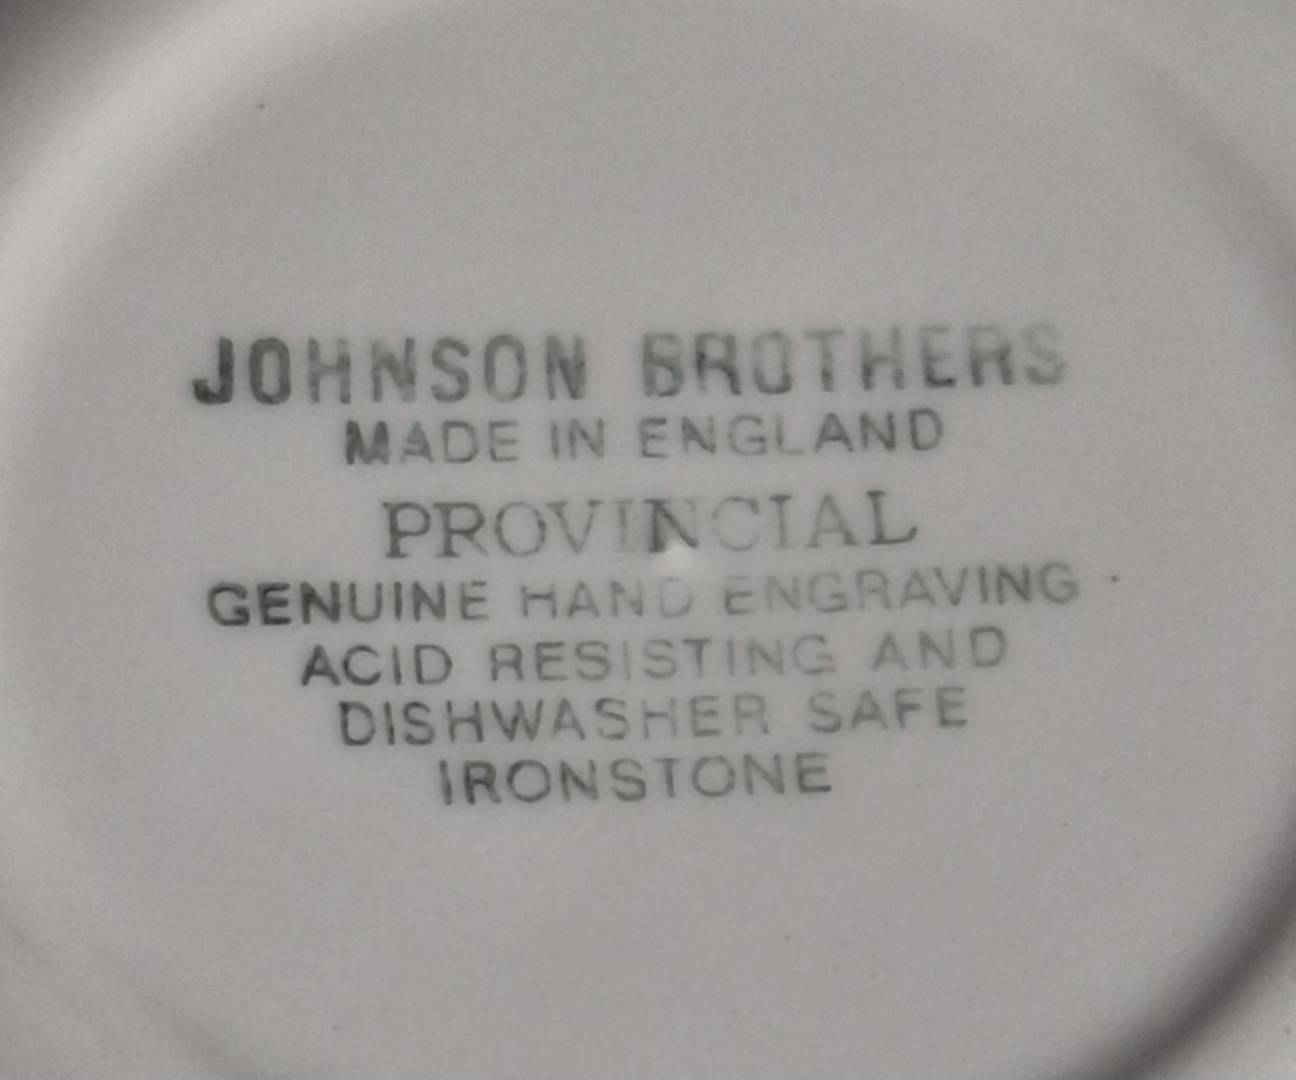 JOHNSON BROTHERS
MADE IN ENGLAND
PROVINCIAL
GENUINE HAND ENGRAVING
ACID RESISTING AND
DISHWASHER SAFE
IRONSTONE